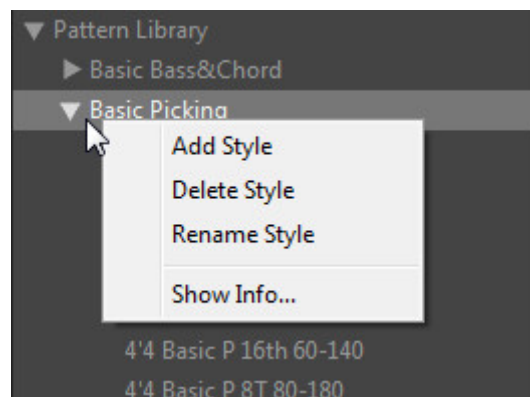 Pattern Library
Basic Bass&Chord
Basic Picking
Add Style
Delete Style
Rename Style
Show Info...
4'4 Basic P 16th 60-140
4'4 Basic P 8T 80-180